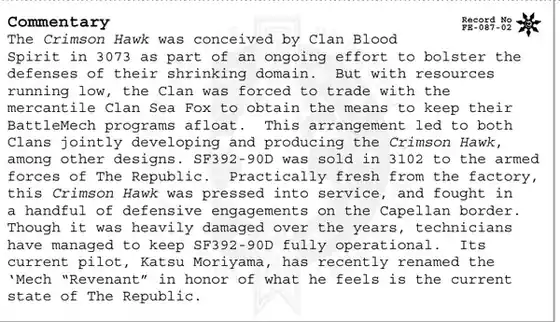 Commentary
Record No
FE-087-02
The Crimson Hawk was conceived by Clan Blood
Spirit in 3073 as part of an ongoing effort to bolster the
defenses of their shrinking domain.  But with resources
running low, the Clan was forced to trade with the
mercantile Clan Sea Fox to obtain the means to keep their
BattleMech programs afloat.  This arrangement led to both
Clans jointly developing and producing the Crimson Hawk,
among other designs. SF392-90D was sold in 3102 to the armed
forces of The Republic.  Practically fresh from the factory,
this Crimson Hawk was pressed into service, and fought in
a handful of defensive engagements on the Capellan border.
Though it was heavily damaged over the years, technicians
have managed to keep SF392-90D fully operational.  Its
current pilot, Katsu Moriyama, has recently renamed the
‘Mech “Revenant” in honor of what he feels is the current
state of The Republic.